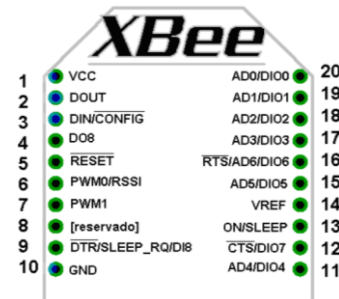 XBee
1 VCC AD0/DIO0 20
2 DOUT AD1/DIO1 19
3 DIN/CONFIG AD2/DIO2 18
4 DO8 AD3/DIO3 17
5 RESET RTS/AD6/DIO6 16
6 PWM0/RSSI AD5/DIO5 15
7 PWM1 VREF 14
8 [reservado] ON/SLEEP 13
9 DTR/SLEEP_RQ/DI8 CTS/DIO7 12
10 GND AD4/DIO4 11